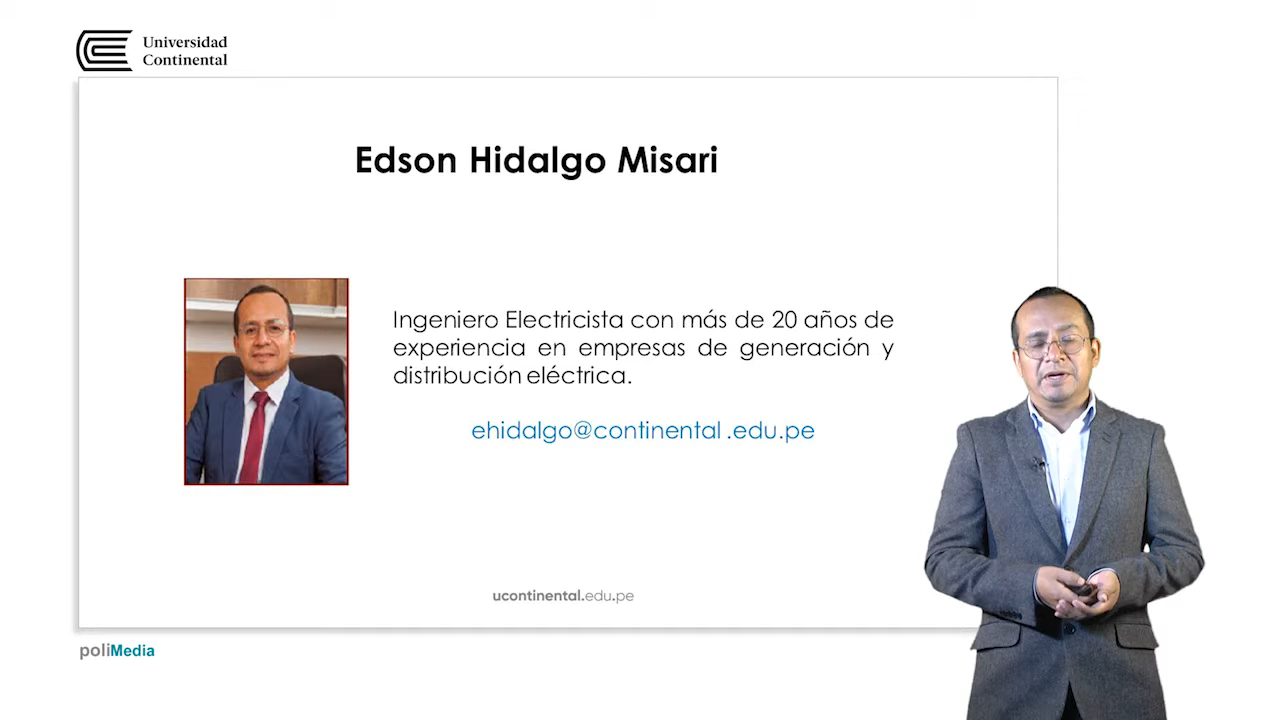 Universidad
Continental
Edson Hidalgo Misari
Ingeniero Electricista con más de 20 años de
experiencia en empresas de generación y
distribución eléctrica.
ehidalgo@continental .edu.pe
ucontinental.edu.pe
poliMedia